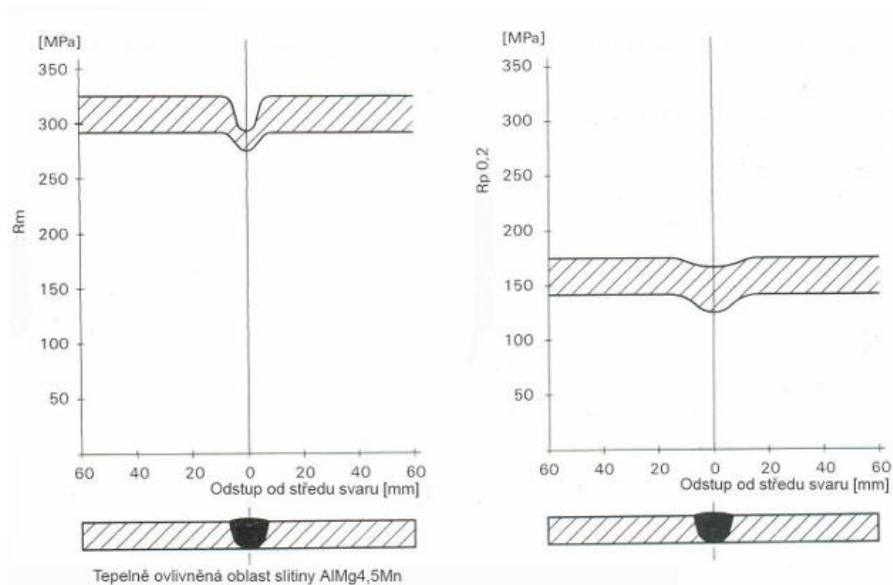 [MPa]
350
300
250
200
150
100
50
Rm
60 40 20 0 20 40 60
Odstup od středu svaru [mm]
Tepelně ovlivněná oblast slitiny AlMg4,5Mn
[MPa]
350
300
250
200
150
100
50
Rp 0,2
60 40 20 0 20 40 60
Odstup od středu svaru [mm]